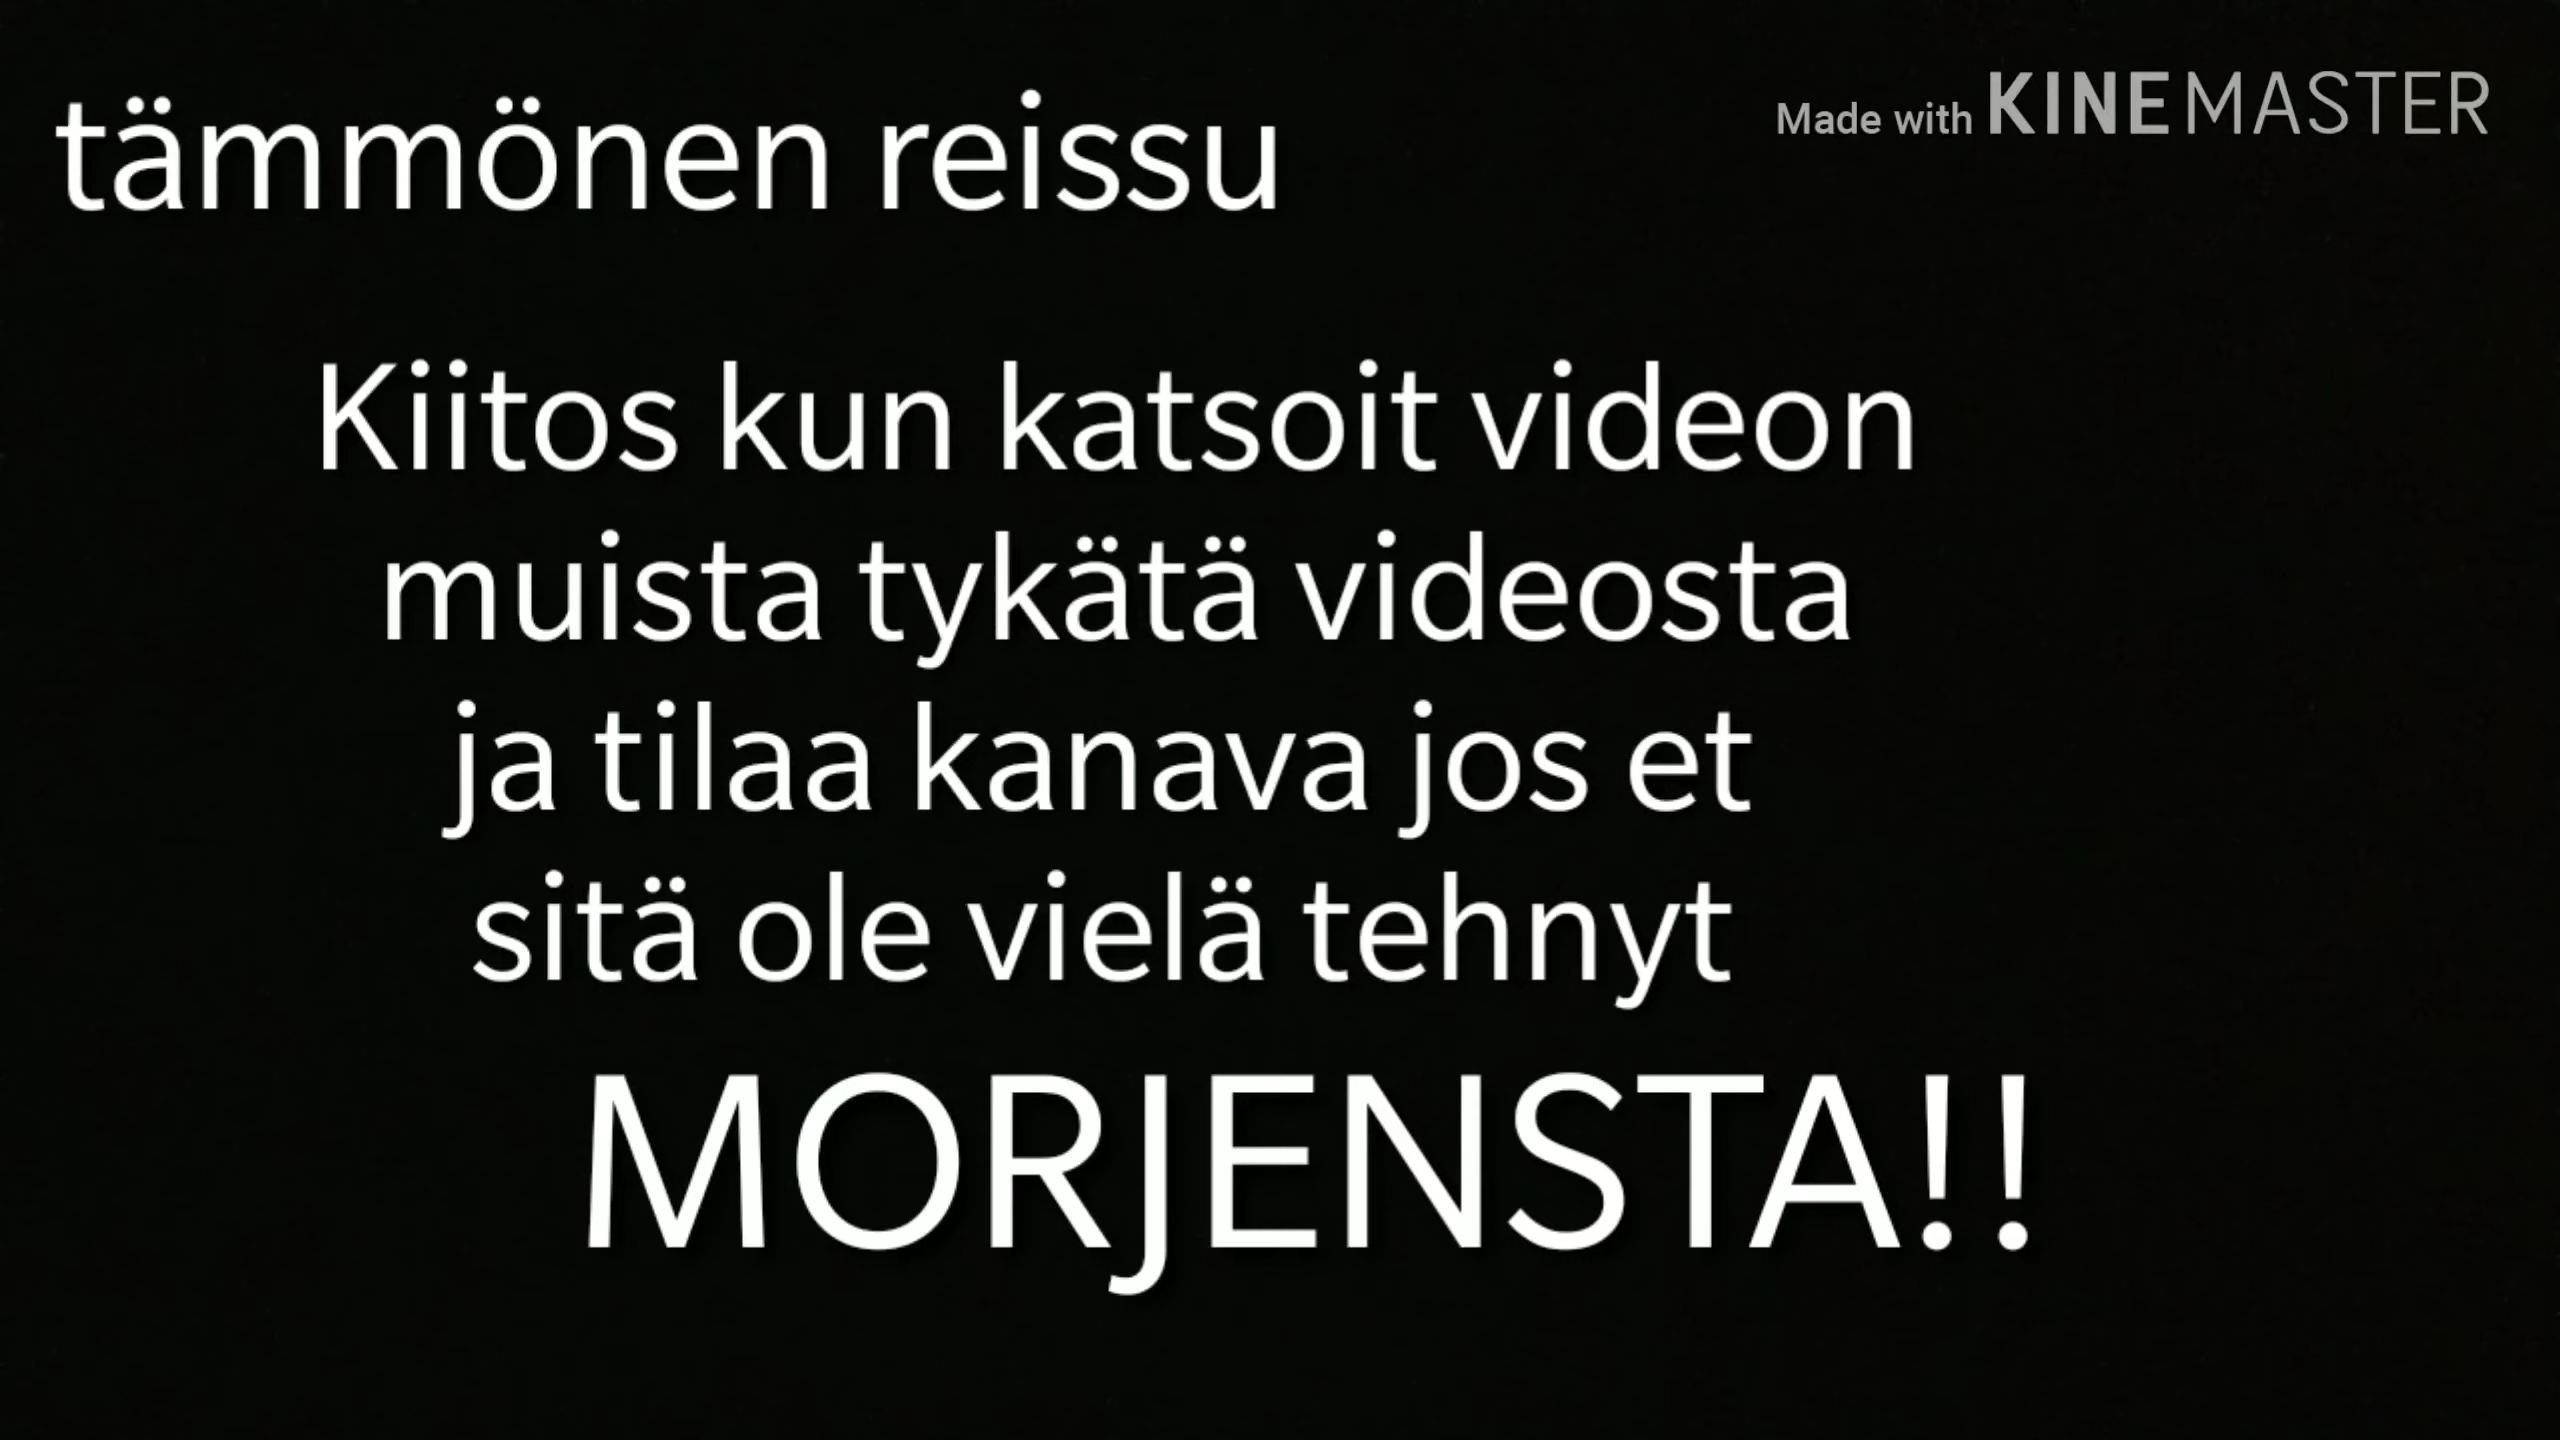 tämmönen reissu
Made with KINEMASTER
Kiitos kun katsoit videon
muista tykätä videosta
ja tilaa kanava jos et
sitä ole vielä tehnyt
MORJENSTA!!